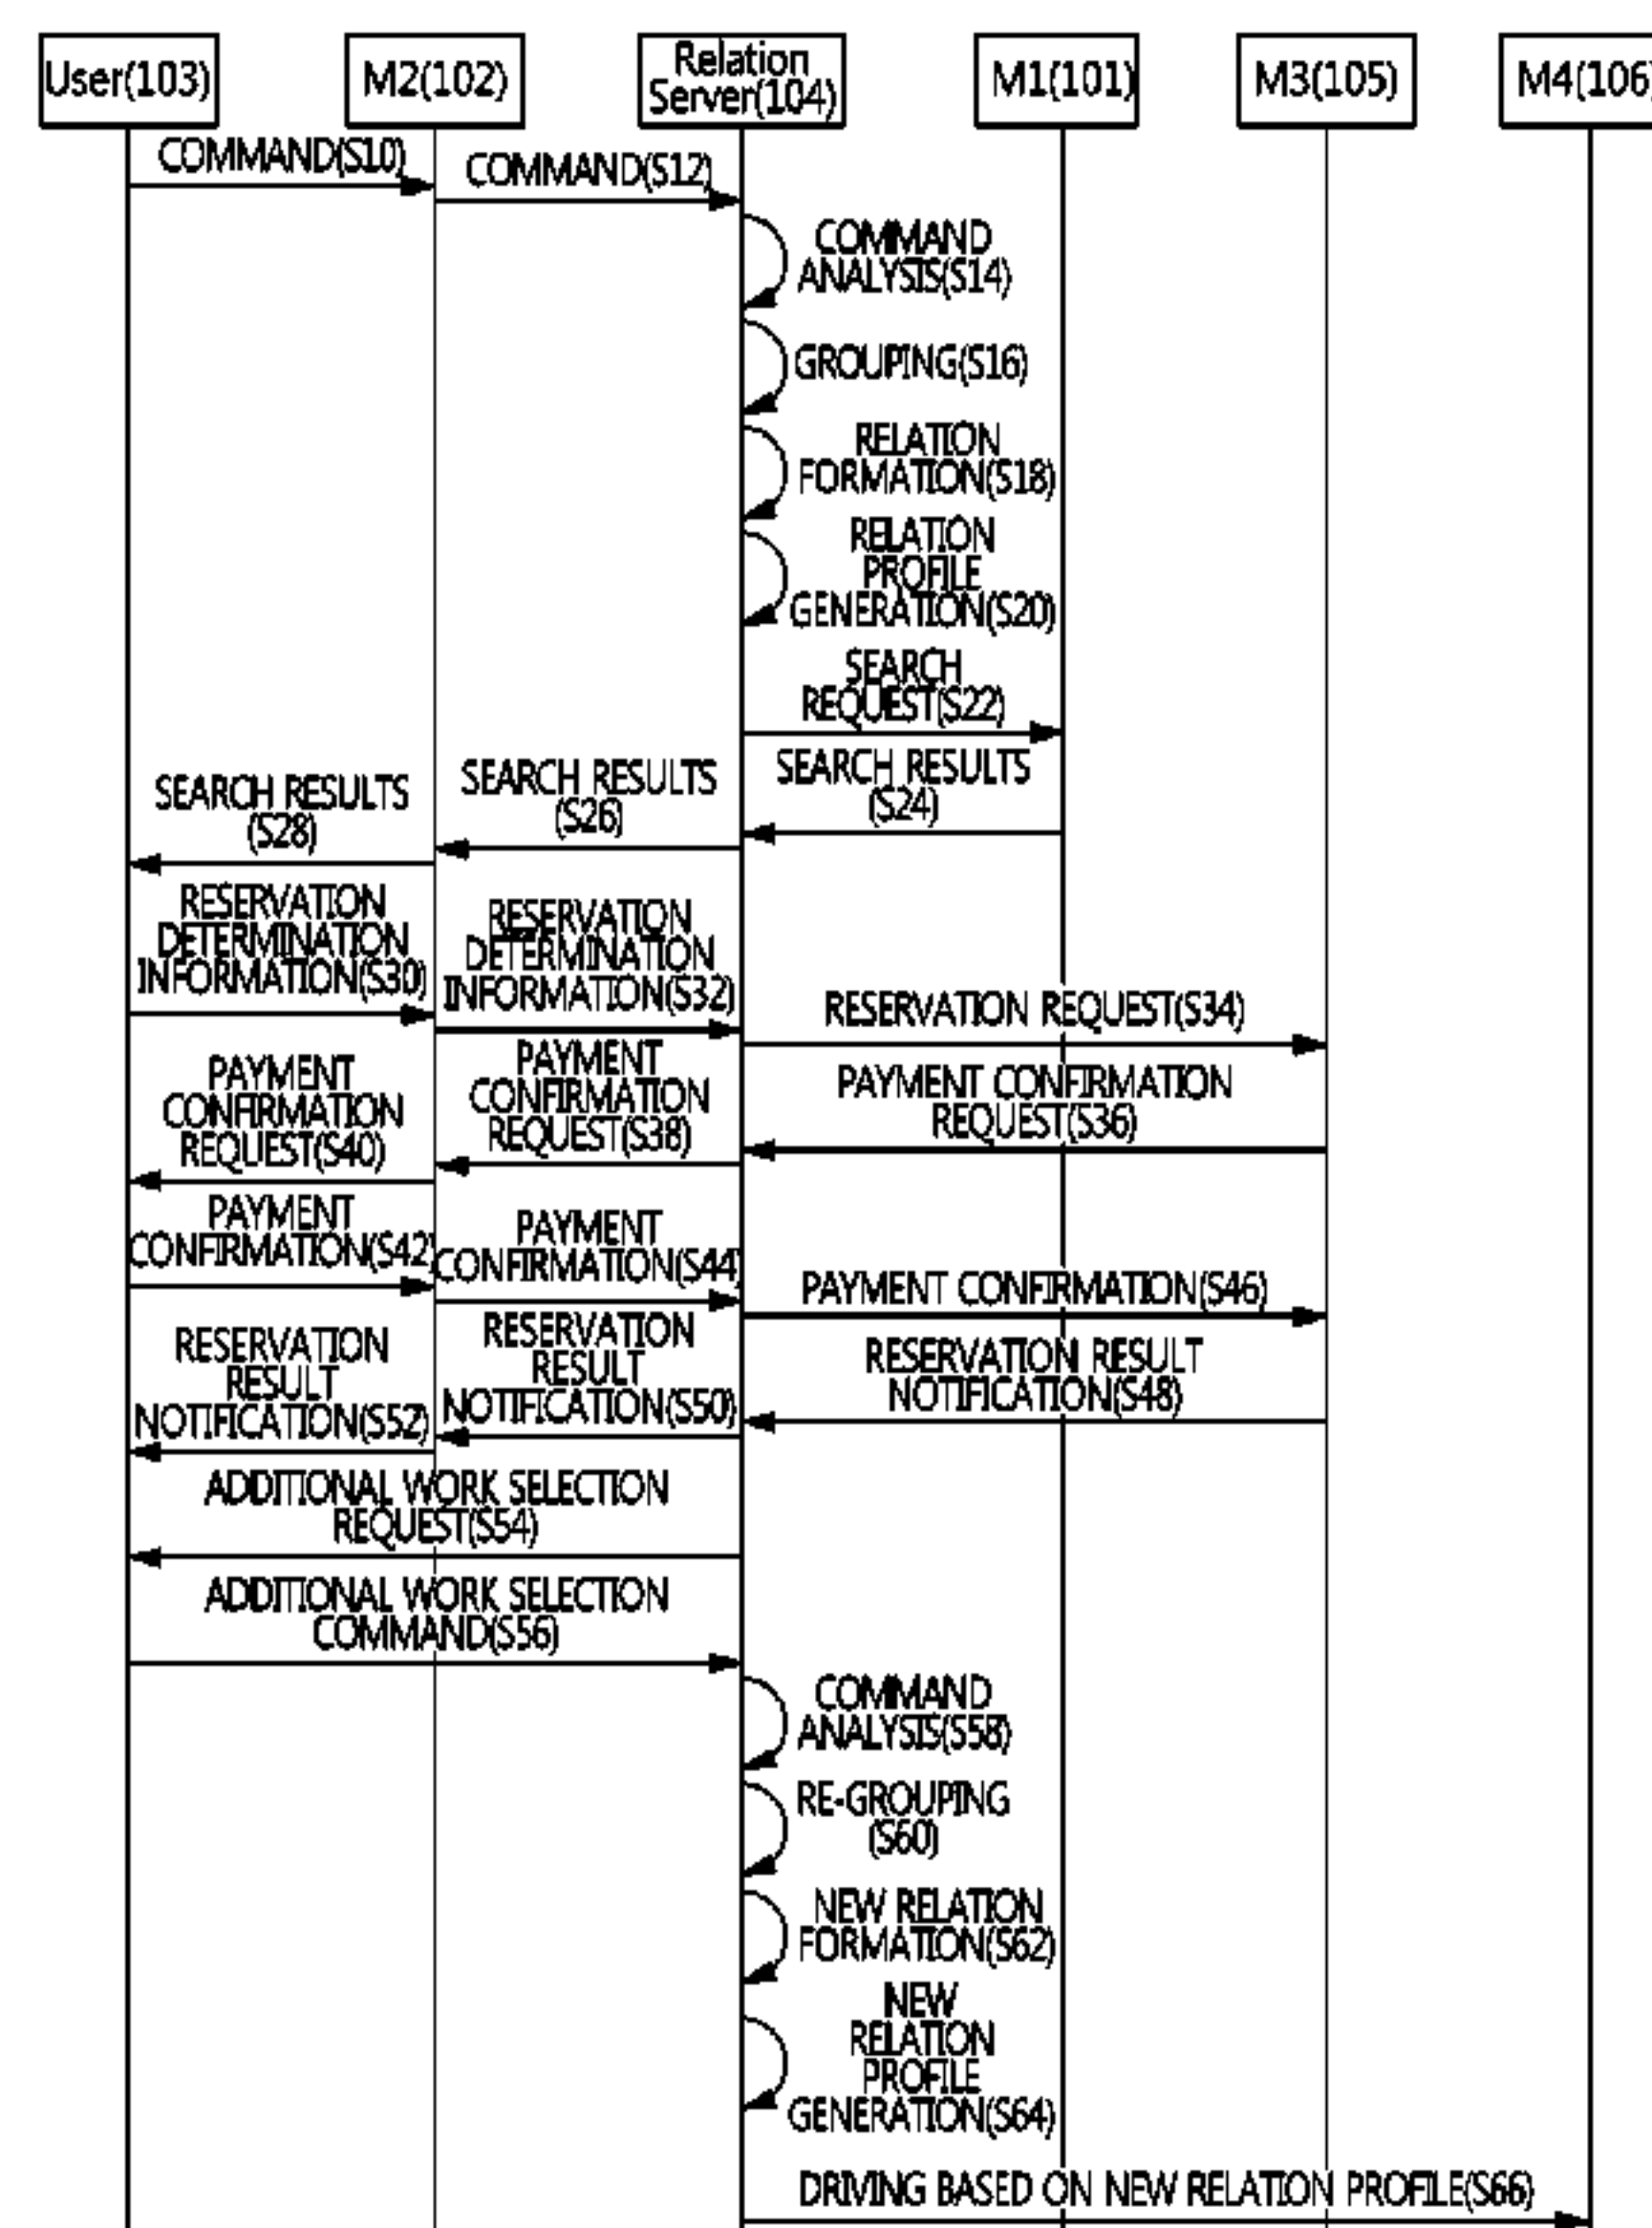 User(103)
M2(102)
Relation
Server(104)
M1(101)
M3(105)
M4(106)
COMMAND(S10)
COMMAND(S12)
COMMAND
ANALYSIS(S14)
GROUPING(S16)
RELATION
FORMATION(S18)
RELATION
PROFILE
GENERATION(S20)
SEARCH
REQUEST(S22)
SEARCH RESULTS
(S24)
SEARCH RESULTS
(S26)
SEARCH RESULTS
(S28)
RESERVATION
DETERMINATION
INFORMATION(S30)
RESERVATION
DETERMINATION
INFORMATION(S32)
RESERVATION REQUEST(S34)
PAYMENT CONFIRMATION
REQUEST(S36)
PAYMENT
CONFIRMATION
REQUEST(S38)
PAYMENT
CONFIRMATION
REQUEST(S40)
PAYMENT
CONFIRMATION(S42)
PAYMENT
CONFIRMATION(S44)
PAYMENT CONFIRMATION(S46)
RESERVATION RESULT
NOTIFICATION(S48)
RESERVATION
RESULT
NOTIFICATION(S50)
RESERVATION
RESULT
NOTIFICATION(S52)
ADDITIONAL WORK SELECTION
REQUEST(S54)
ADDITIONAL WORK SELECTION
COMMAND(S56)
COMMAND
ANALYSIS(S58)
RE-GROUPING
(S60)
NEW RELATION
FORMATION(S62)
NEW
RELATION
PROFILE
GENERATION(S64)
DRIVING BASED ON NEW RELATION PROFILE(S66)